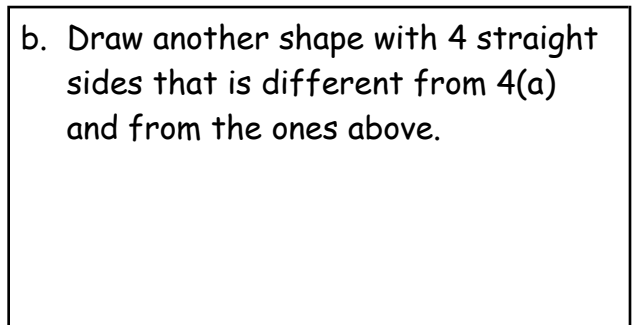 b. Draw another shape with 4 straight
sides that is different from 4(a)
and from the ones above.